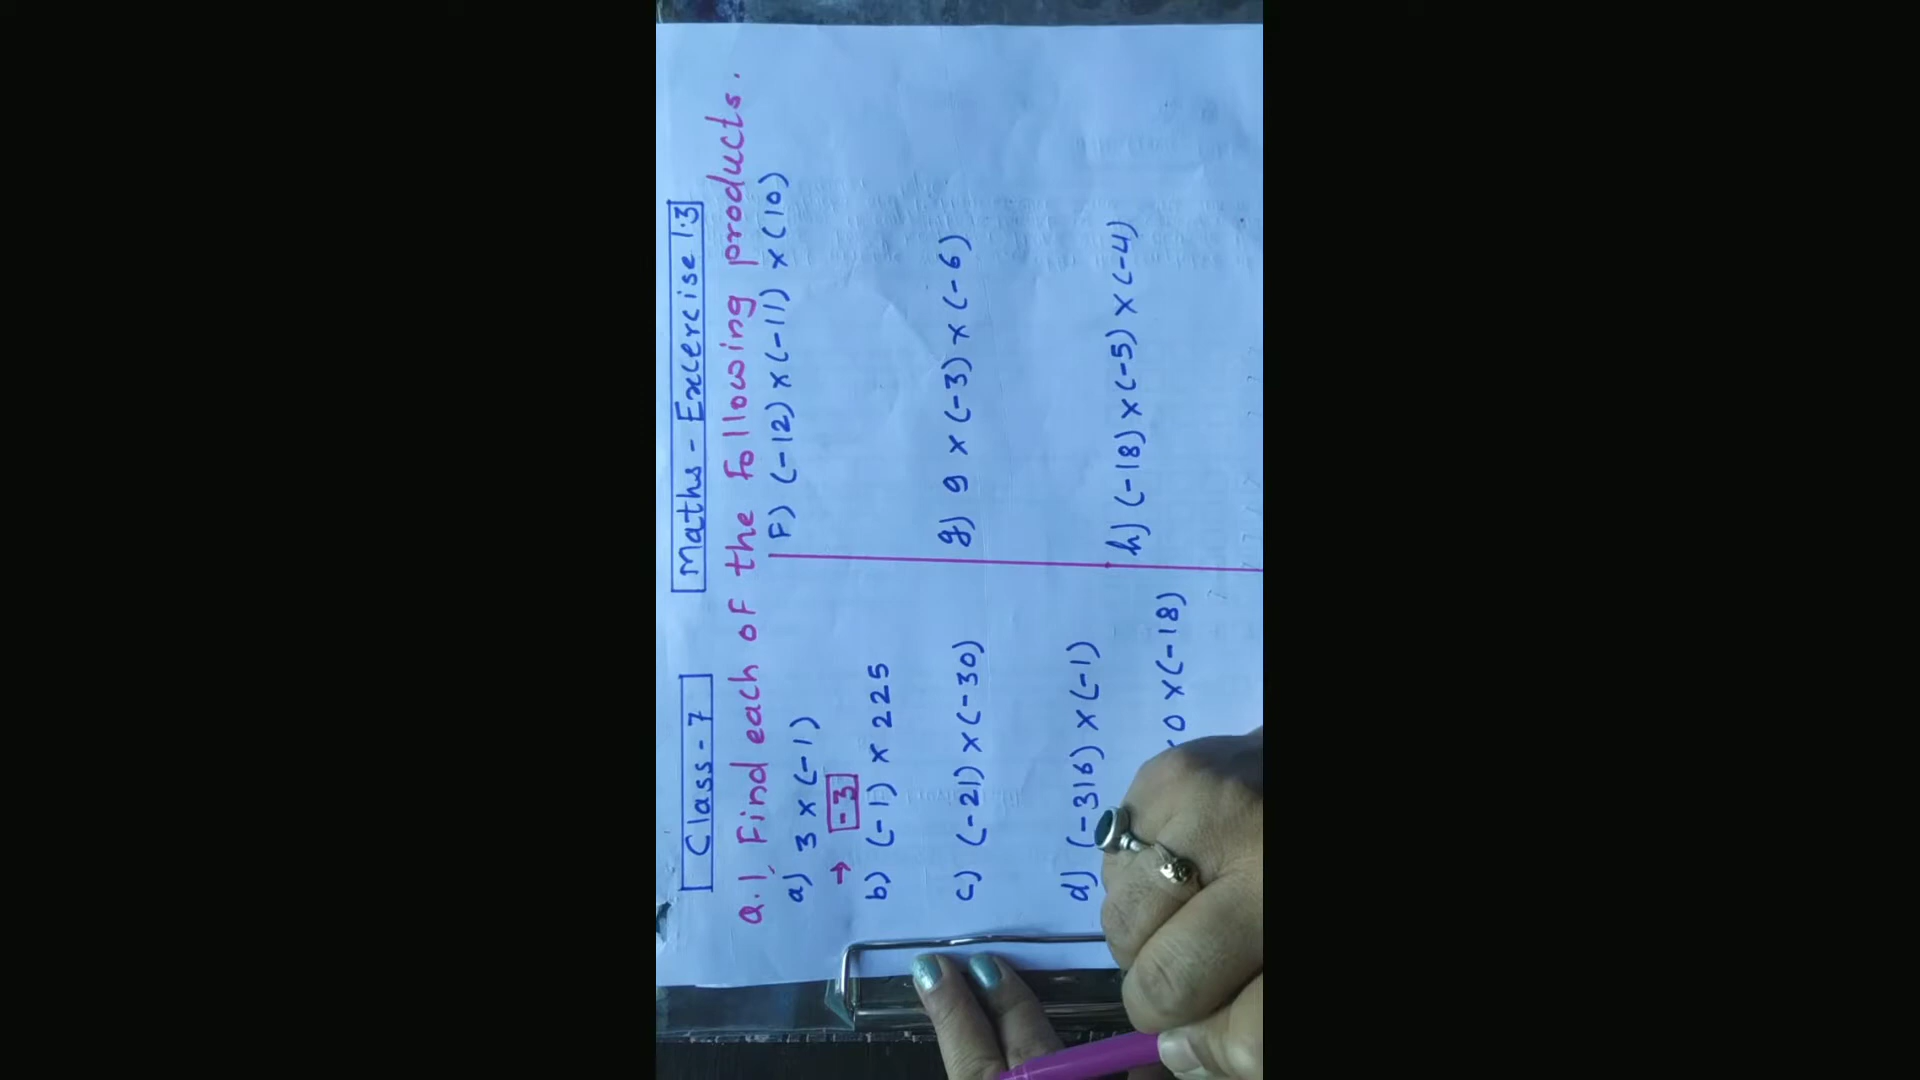 Class - 7
Maths - Excercise 1.3
Q.1, Find each of the following products.
a) 3 x (-1)
→ -3
b) (-1) x 225
c) (-21) x (-30)
d) (-316) x (-1)
0 x (-18)
F) (-12) x (-11) x (10)
g) 9 x (-3) x (-6)
h) (-18) x (-5) x (-4)